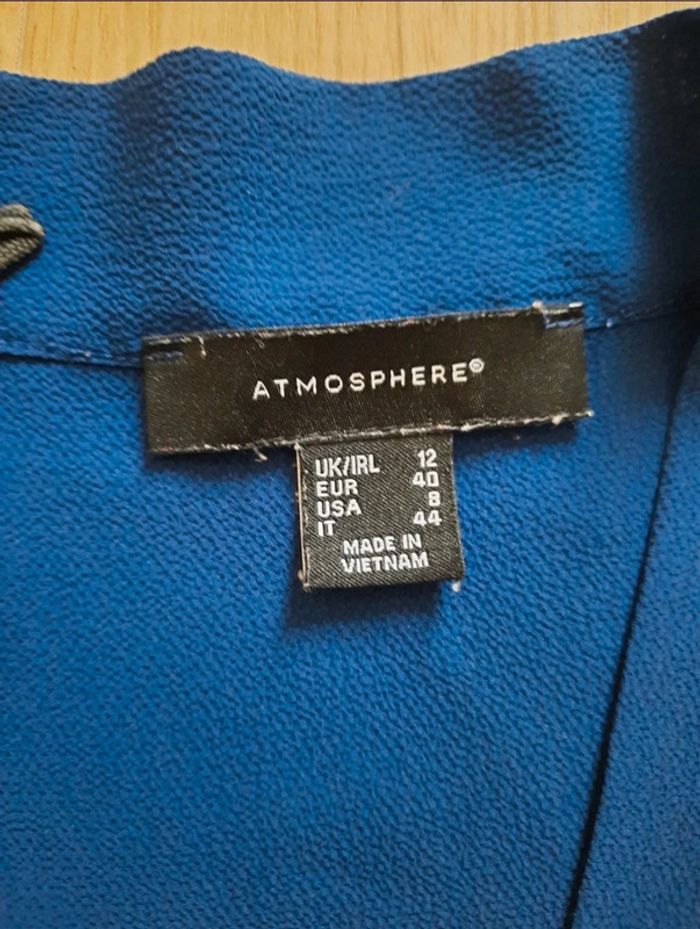 ATMOSPHERE®
UK/IRL 12
EUR 40
USA 8
IT 44
MADE IN
VIETNAM